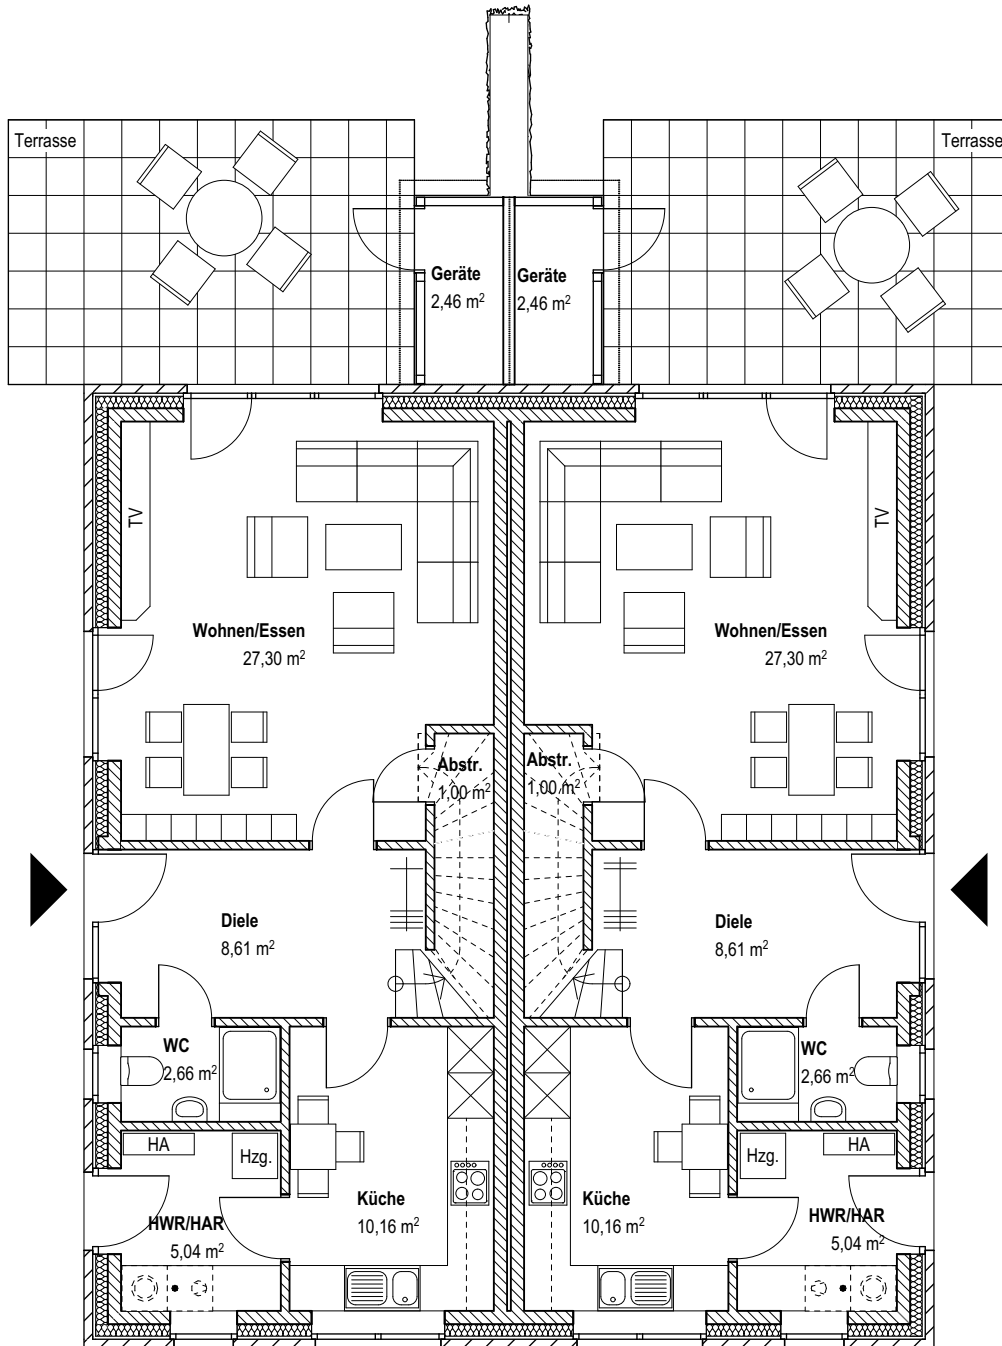 Terrasse
Terrasse
Geräte
2,46 m²
Geräte
2,46 m²
TV
TV
Wohnen/Essen
27,30 m²
Wohnen/Essen
27,30 m²
Abstr.
1,00 m²
Abstr.
1,00 m²
Diele
8,61 m²
Diele
8,61 m²
WC
2,66 m²
WC
2,66 m²
HA
Hzg.
Hzg.
HA
Küche
10,16 m²
Küche
10,16 m²
HWR/HAR
5,04 m²
HWR/HAR
5,04 m²